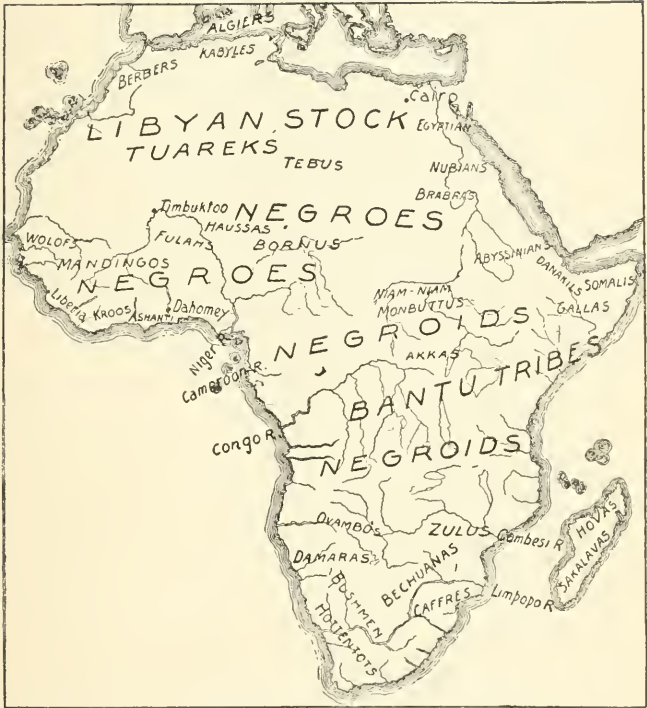 ALGIERS
KABYLES
BERBERS
Cairo
LIBYAN STOCK
EGYPTIAN
TUAREKS
TEBUS
NUBIANS
BRABRAS
Timbuktoo
NEGROES
HAUSSAS
WOLOFS
FULAHS
BORNUS
MANDINGOS
ABYSSINIANS
DANAKILS
NEGROES
SOMALIS
Liberia
KROOS
ASHANTI
Dahomey
NIAM-NIAM
MONBUTTUS
GALLAS
NEGROIDS
Niger R.
AKKAS
Cameroon R.
BANTU TRIBES
Congo R.
NEGROIDS
OVAMBOS
ZULUS
Cambesi R
HOVAS
SAKALAVAS
DAMARAS
BECHUANAS
BUSHMEN
CAFFRES
Limpopo R
HOTTENTOTS